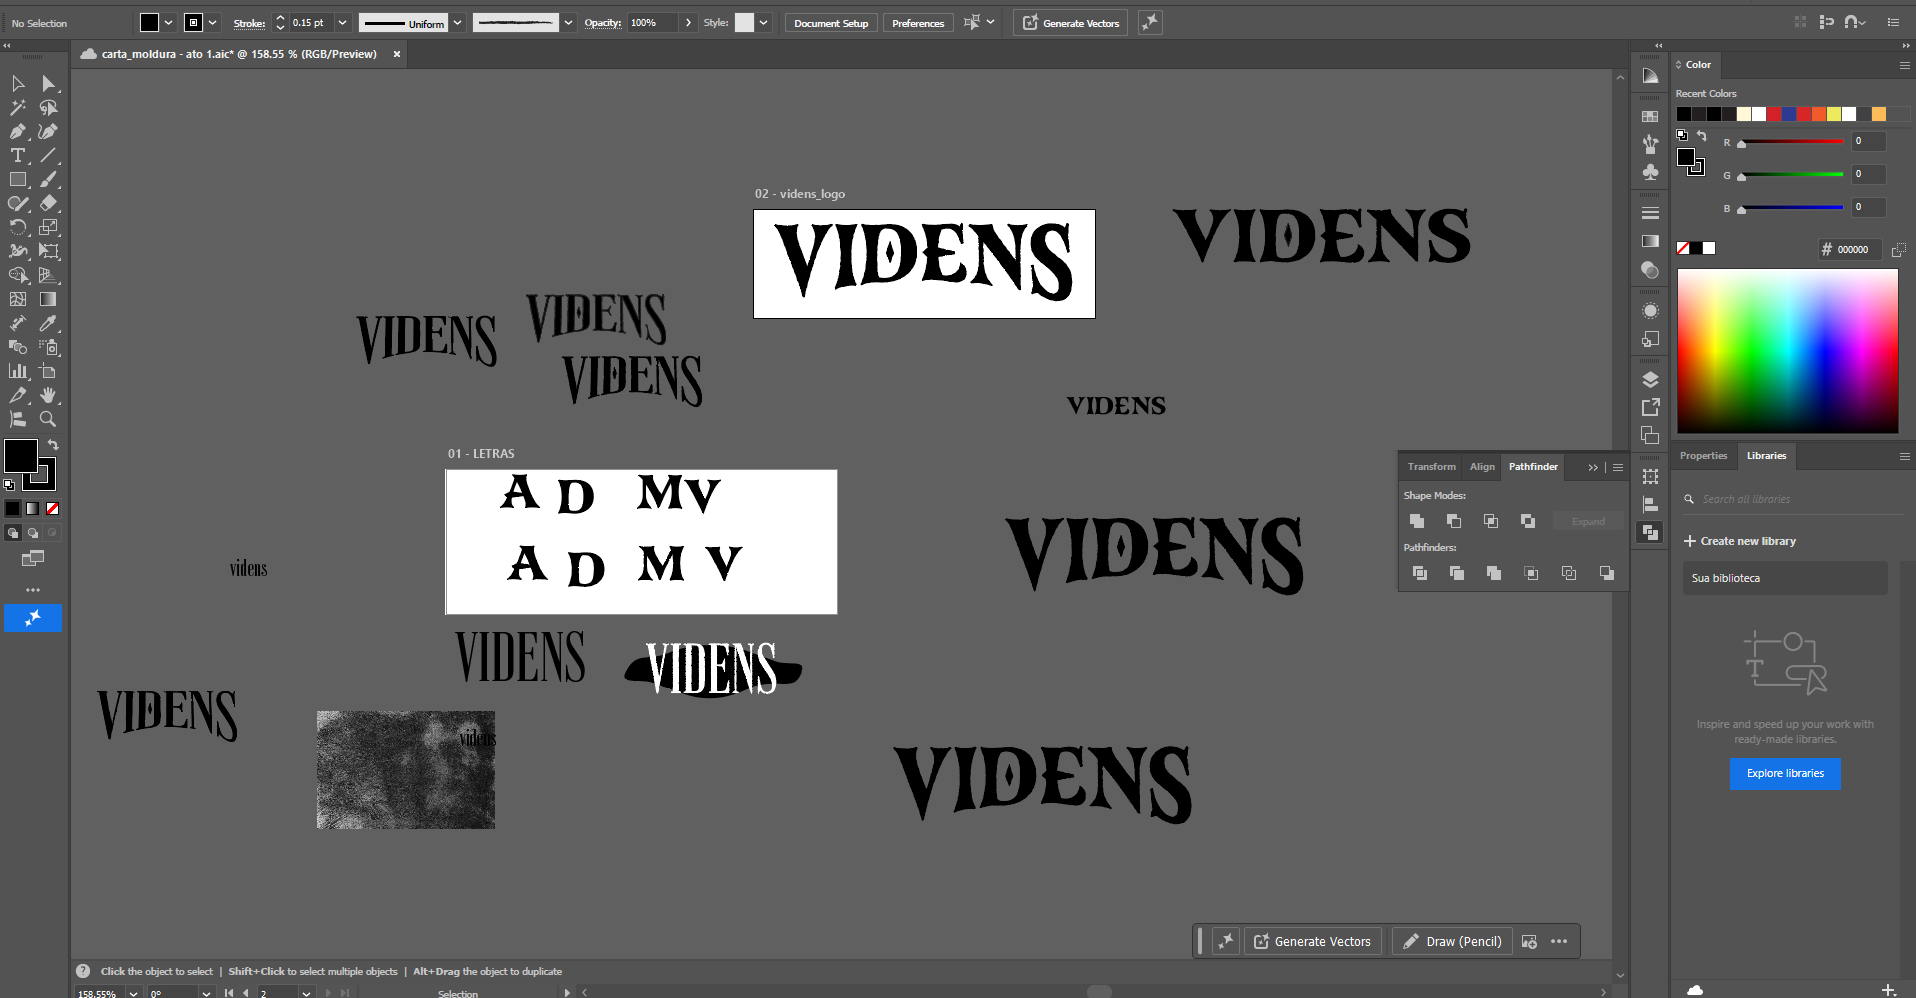 No Selection
Stroke: 0.15 pt Uniform Opacity: 100% Style: Document Setup Preferences Generate Vectors
carta_moldura - ato 1.aic* @ 158.55 % (RGB/Preview) ×
02 - videns_logo
VIDENS
VIDENS
VIDENS
VIDENS
VIDENS
VIDENS
01 - LETRAS
A D M V
A D M V
VIDENS
videns
VIDENS
VIDENS
VIDENS
videns
VIDENS
Color
Recent Colors
R 0
G 0
B 0
# 000000
Transform Align Pathfinder
Shape Modes:
Expand
Pathfinders:
Properties Libraries
Search all libraries
Create new library
Sua biblioteca
Inspire and speed up your work with
ready-made libraries.
Explore libraries
Generate Vectors Draw (Pencil)
? Click the object to select | Shift+Click to select multiple objects | Alt+Drag the object to duplicate
158.55% 0° 2 Selection